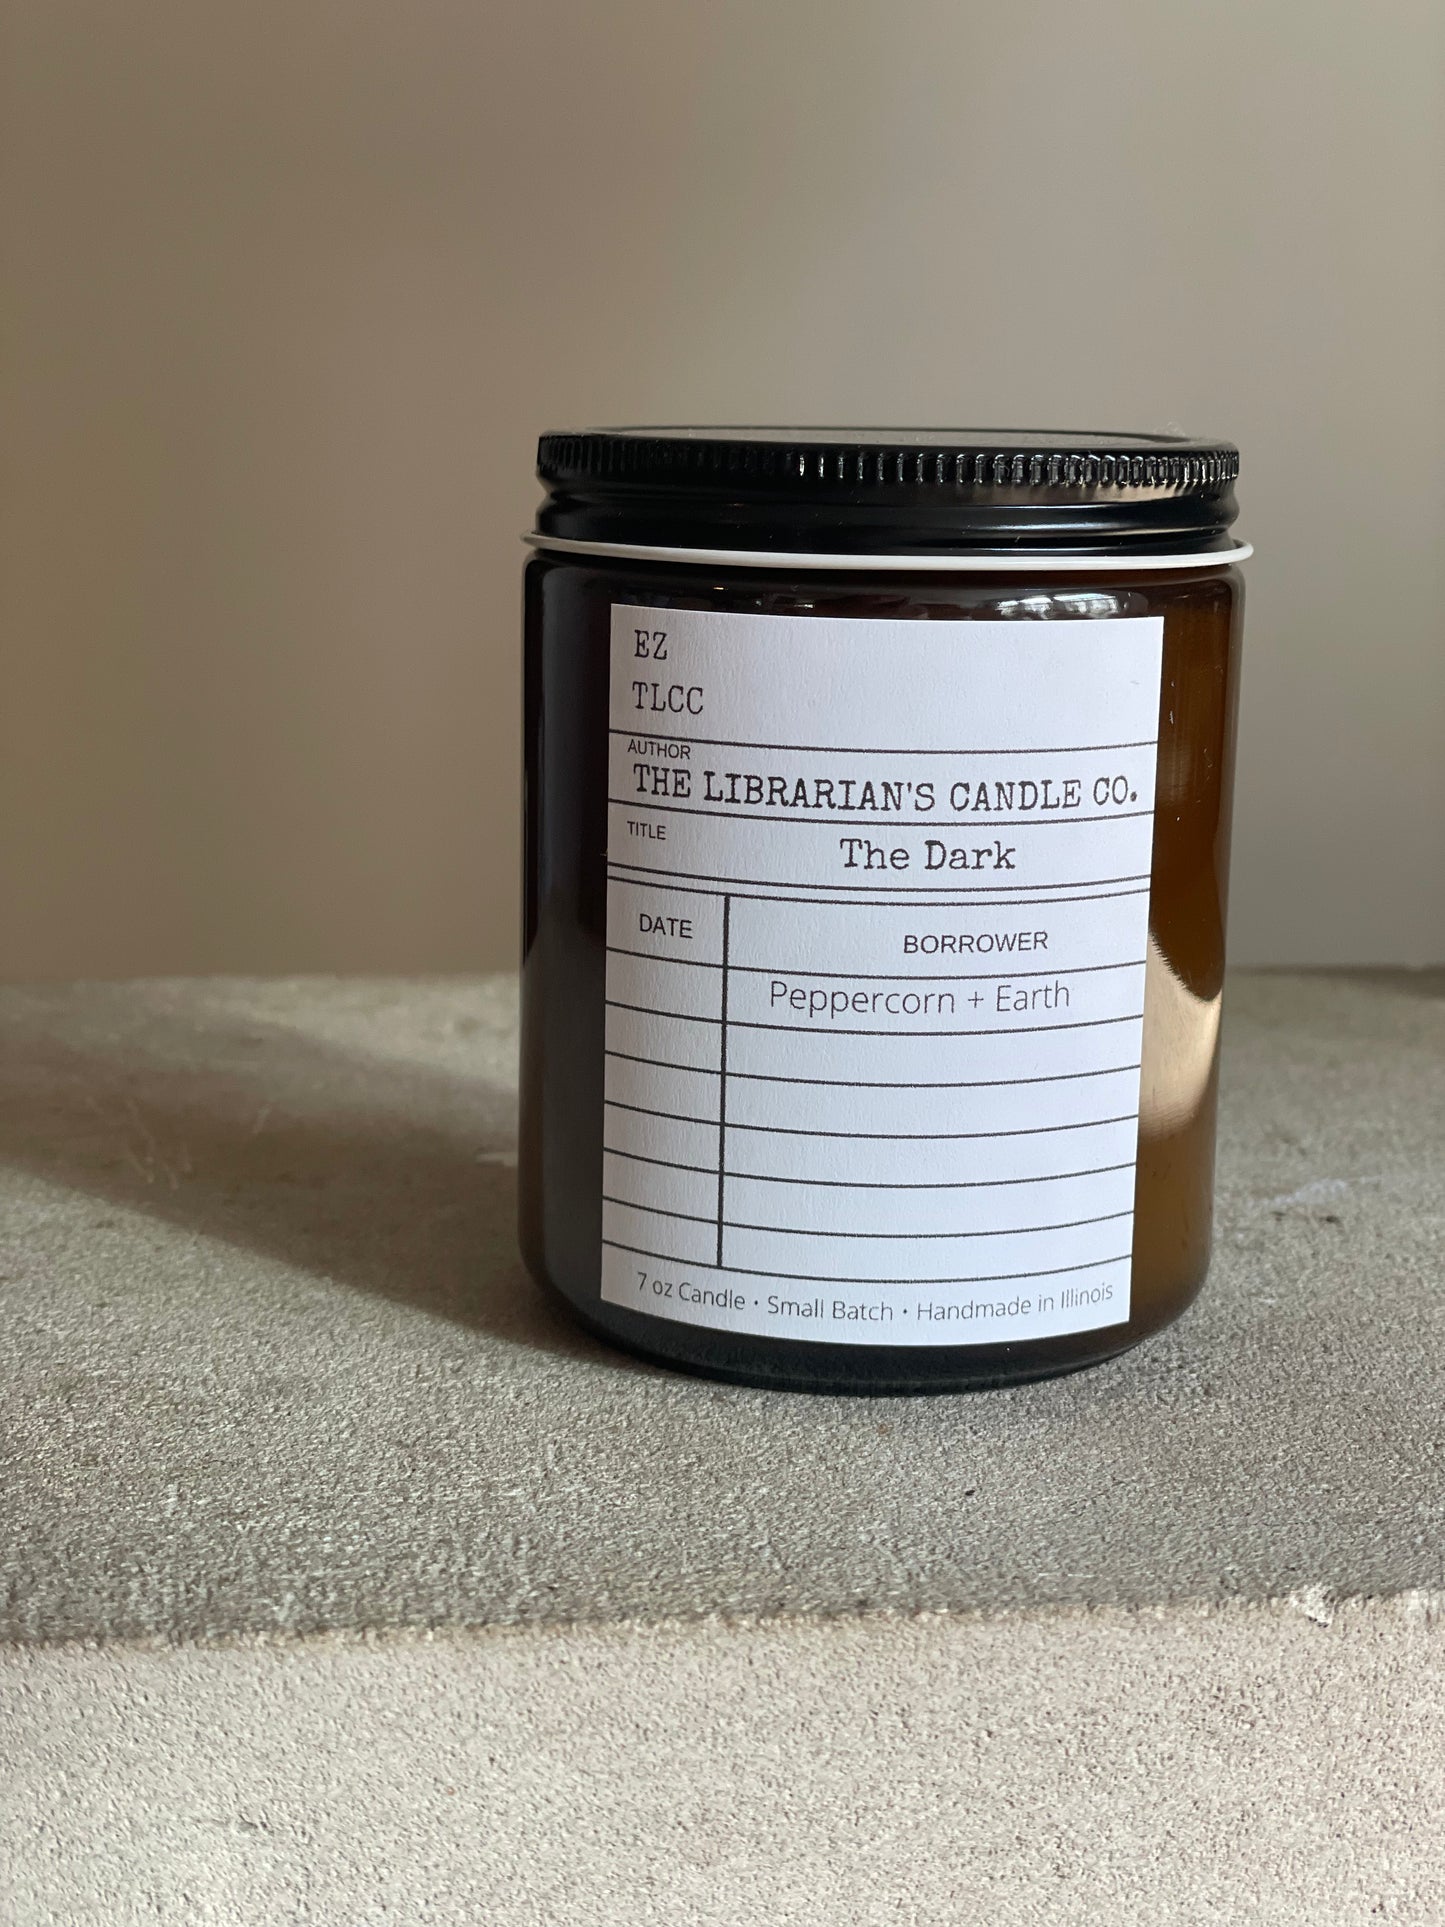 EZ
TLCC
AUTHOR
THE LIBRARIAN'S CANDLE CO.
TITLE
The Dark
DATE BORROWER
Peppercorn + Earth
7 oz Candle • Small Batch • Handmade in Illinois